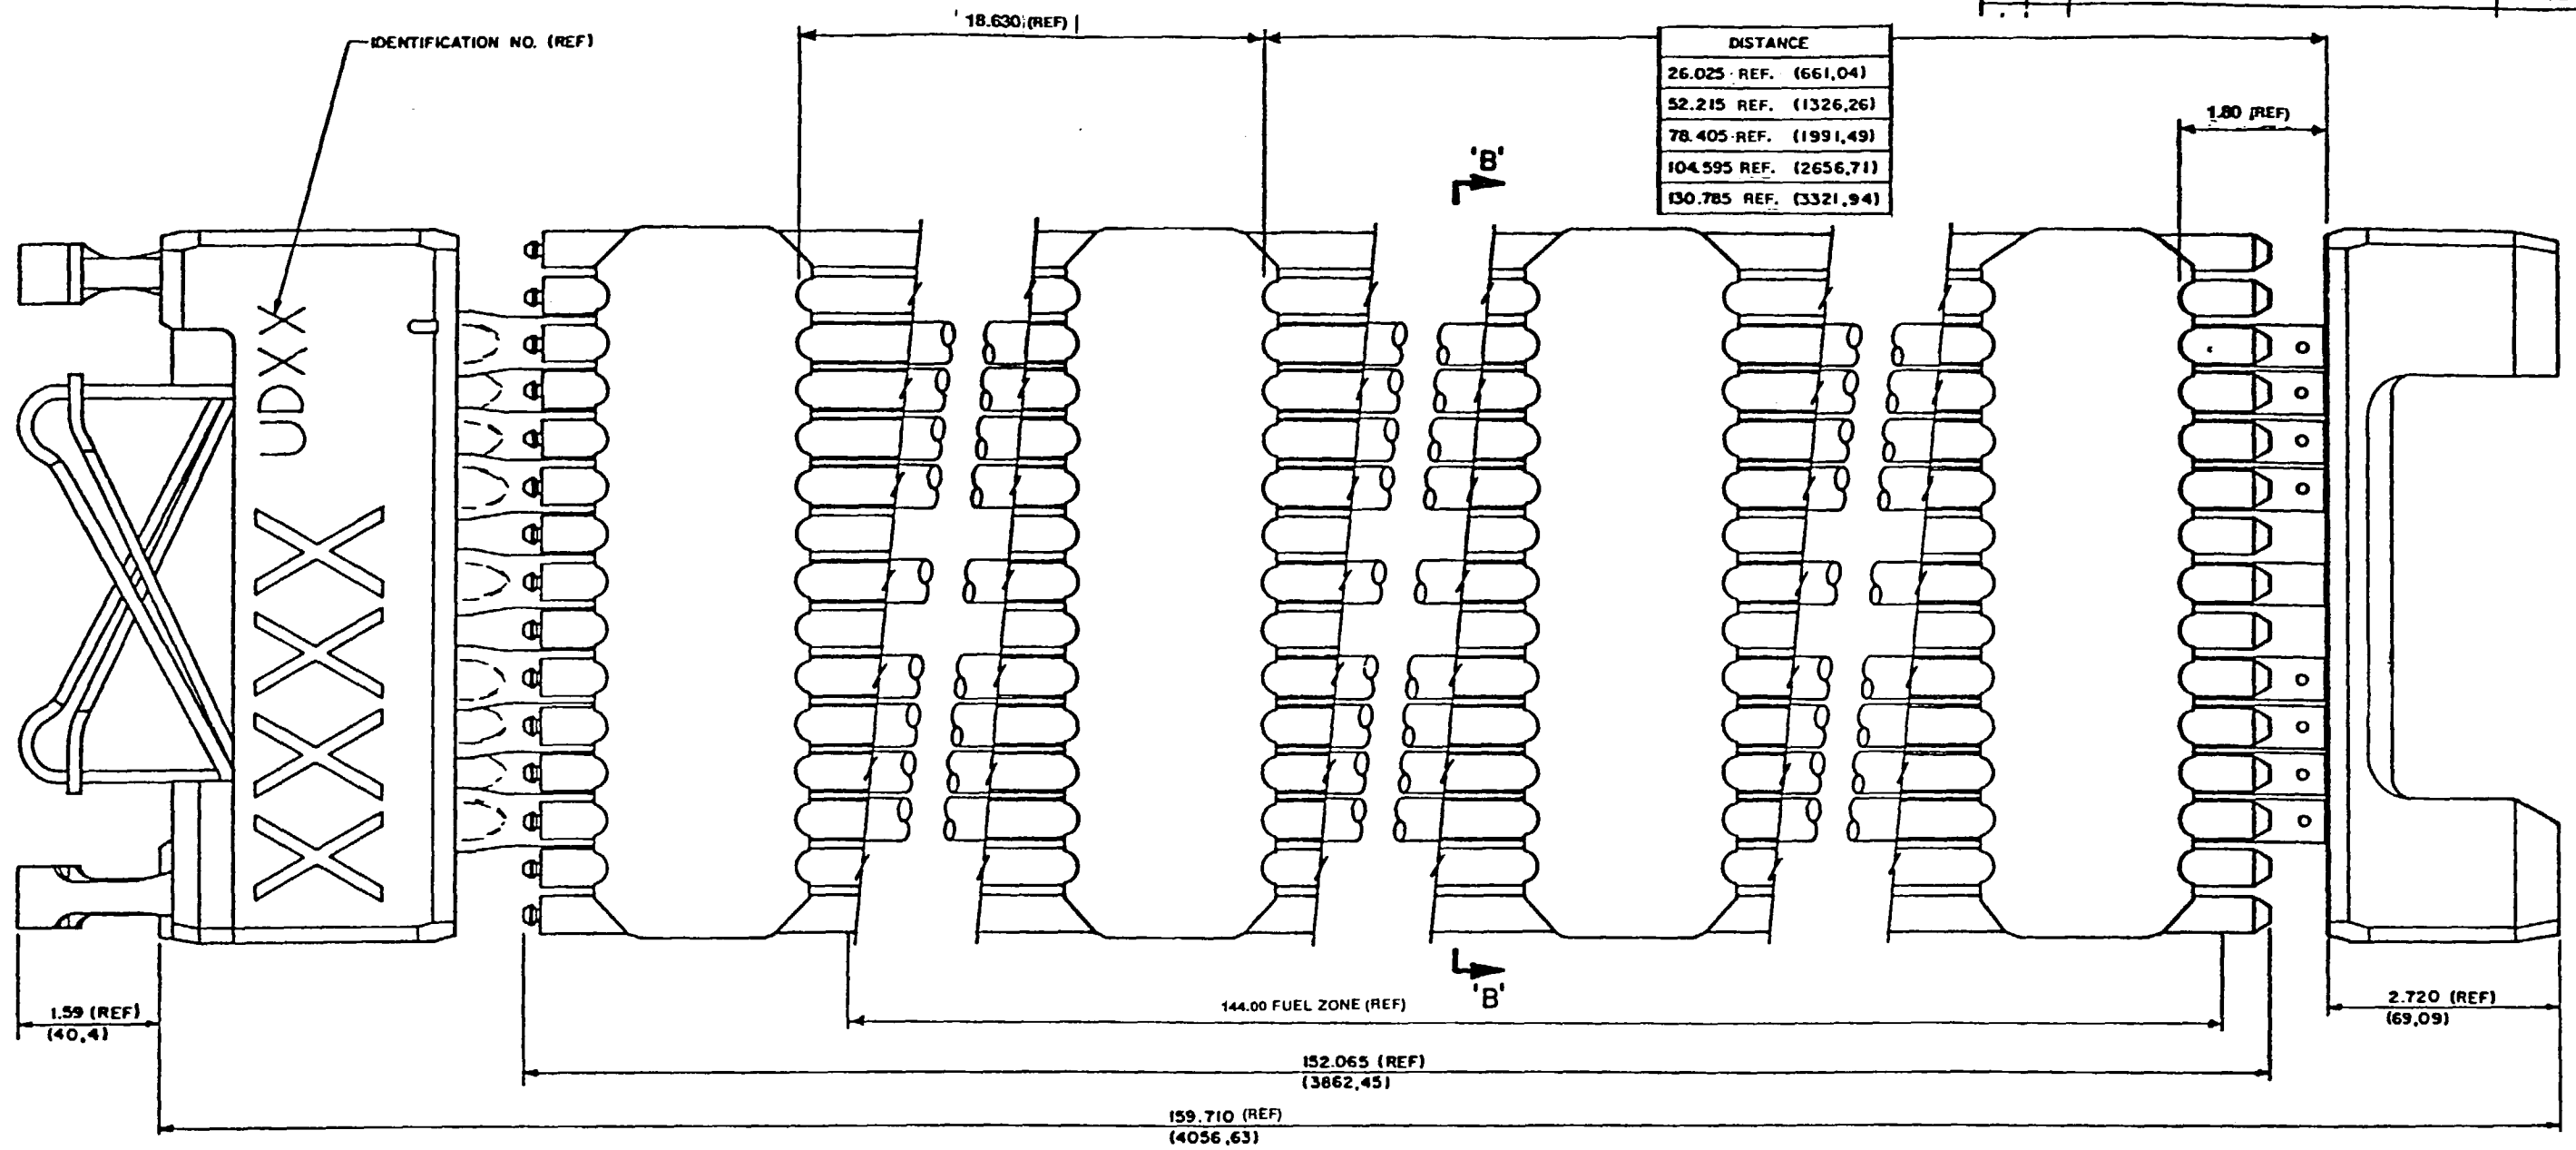 18.630 (REF)
IDENTIFICATION NO. (REF)
DISTANCE
26.025 REF. (661,04)
52.215 REF. (1326,26)
78.405 REF. (1991,49)
104.595 REF. (2656,71)
130.785 REF. (3321,94)
1.80 (REF)
'B'
UDXX
XXXX
'B'
1.59 (REF)
(40,4)
144.00 FUEL ZONE (REF)
2.720 (REF)
(69,09)
152.065 (REF)
(3862,45)
159.710 (REF)
(4056,63)